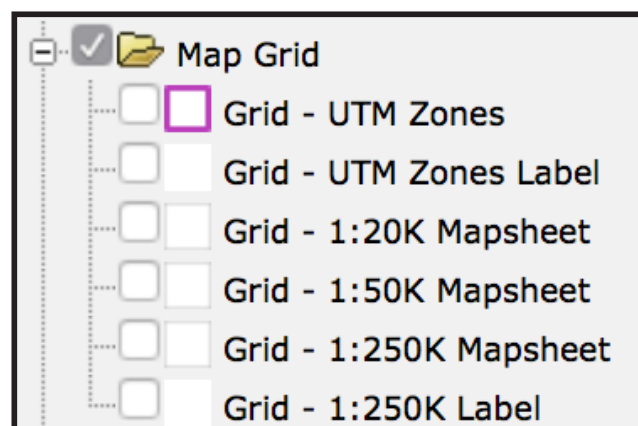 Map Grid
Grid - UTM Zones
Grid - UTM Zones Label
Grid - 1:20K Mapsheet
Grid - 1:50K Mapsheet
Grid - 1:250K Mapsheet
Grid - 1:250K Label